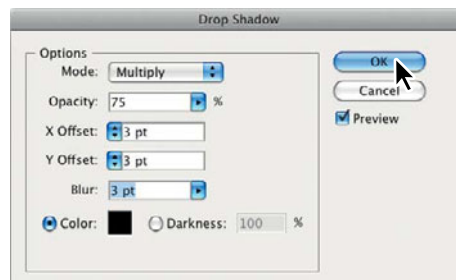 Drop Shadow
Options
Mode: Multiply
Opacity: 75 %
X Offset: 3 pt
Y Offset: 3 pt
Blur: 3 pt
Color: Darkness: 100 %
OK
Cancel
Preview